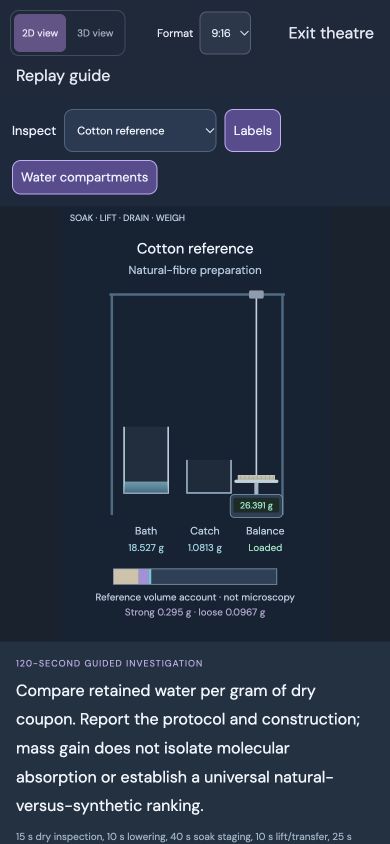 2D view 3D view Format 9:16 Exit theatre
Replay guide
Inspect Cotton reference Labels
Water compartments
SOAK · LIFT · DRAIN · WEIGH
Cotton reference
Natural-fibre preparation
26.391 g
Bath Catch Balance
18.527 g 1.0813 g Loaded
Reference volume account · not microscopy
Strong 0.295 g · loose 0.0967 g
120-SECOND GUIDED INVESTIGATION
Compare retained water per gram of dry
coupon. Report the protocol and construction;
mass gain does not isolate molecular
absorption or establish a universal natural-
versus-synthetic ranking.
15 s dry inspection, 10 s lowering, 40 s soak staging, 10 s lift/transfer, 25 s